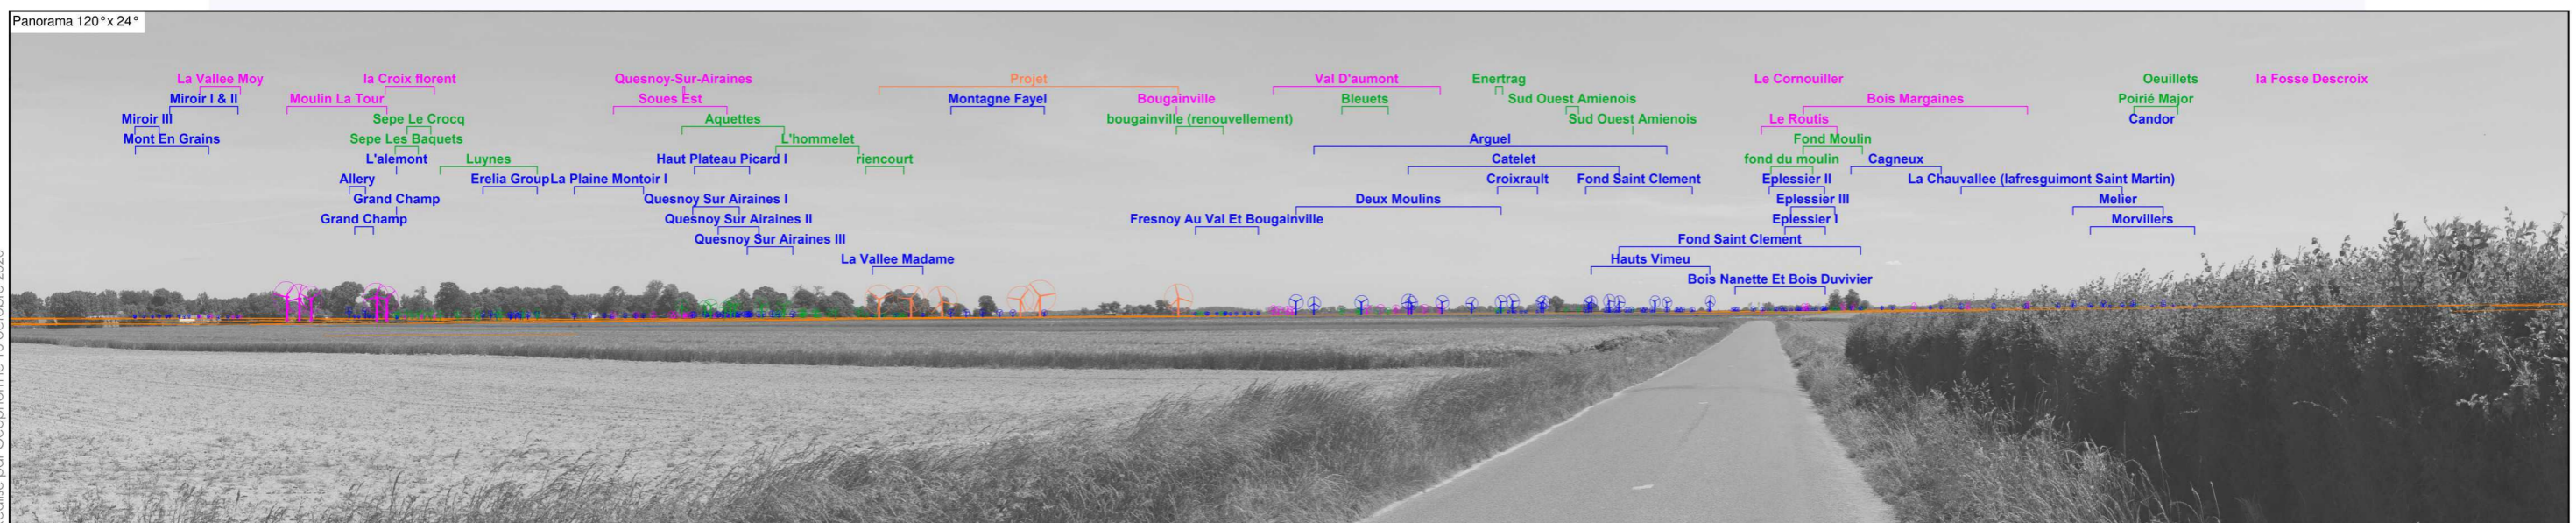 Panorama 120°x 24°
La Vallee Moy
la Croix florent
Quesnoy-Sur-Airaines
Projet
Val D'aumont
Enertrag
Le Cornouiller
Oeuillets
la Fosse Descroix
Miroir I & II
Moulin La Tour
Soues Est
Montagne Fayel
Bougainville
Bleuets
Sud Ouest Amienois
Bois Margaines
Poirié Major
Miroir III
Sepe Le Crocq
Aquettes
bougainville (renouvellement)
Sud Ouest Amienois
Le Routis
Candor
Mont En Grains
Sepe Les Baquets
L'hommelet
Arguel
Fond Moulin
L'alemont
Luynes
Haut Plateau Picard I
riencourt
Catelet
fond du moulin
Cagneux
Allery
Erelia Group
La Plaine Montoir I
Croixrault
Fond Saint Clement
Eplessier II
La Chauvallee (lafresguimont Saint Martin)
Grand Champ
Quesnoy Sur Airaines I
Deux Moulins
Eplessier III
Melier
Grand Champ
Quesnoy Sur Airaines II
Fresnoy Au Val Et Bougainville
Eplessier I
Morvillers
Quesnoy Sur Airaines III
Fond Saint Clement
La Vallee Madame
Hauts Vimeu
Bois Nanette Et Bois Duvivier